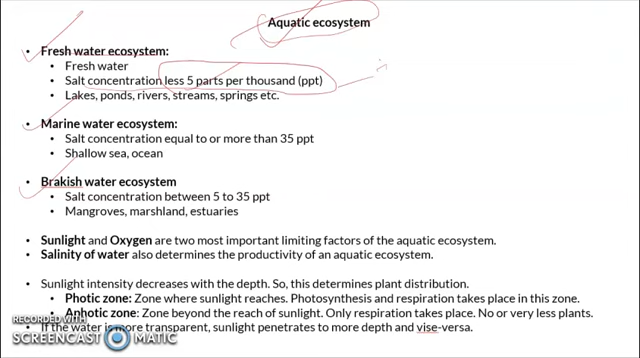 Aquatic ecosystem
• Fresh water ecosystem:
• Fresh water
• Salt concentration less 5 parts per thousand (ppt)
• Lakes, ponds, rivers, streams, springs etc.
• Marine water ecosystem:
• Salt concentration equal to or more than 35 ppt
• Shallow sea, ocean
• Brakish water ecosystem
• Salt concentration between 5 to 35 ppt
• Mangroves, marshland, estuaries
• Sunlight and Oxygen are two most important limiting factors of the aquatic ecosystem.
• Salinity of water also determines the productivity of an aquatic ecosystem.
• Sunlight intensity decreases with the depth. So, this determines plant distribution.
• Photic zone: Zone where sunlight reaches. Photosynthesis and respiration takes place in this zone.
• Aphotic zone: Zone beyond the reach of sunlight. Only respiration takes place. No or very less plants.
• If the water is more transparent, sunlight penetrates to more depth and vise-versa.
RECORDED WITH
SCREENCAST MATIC